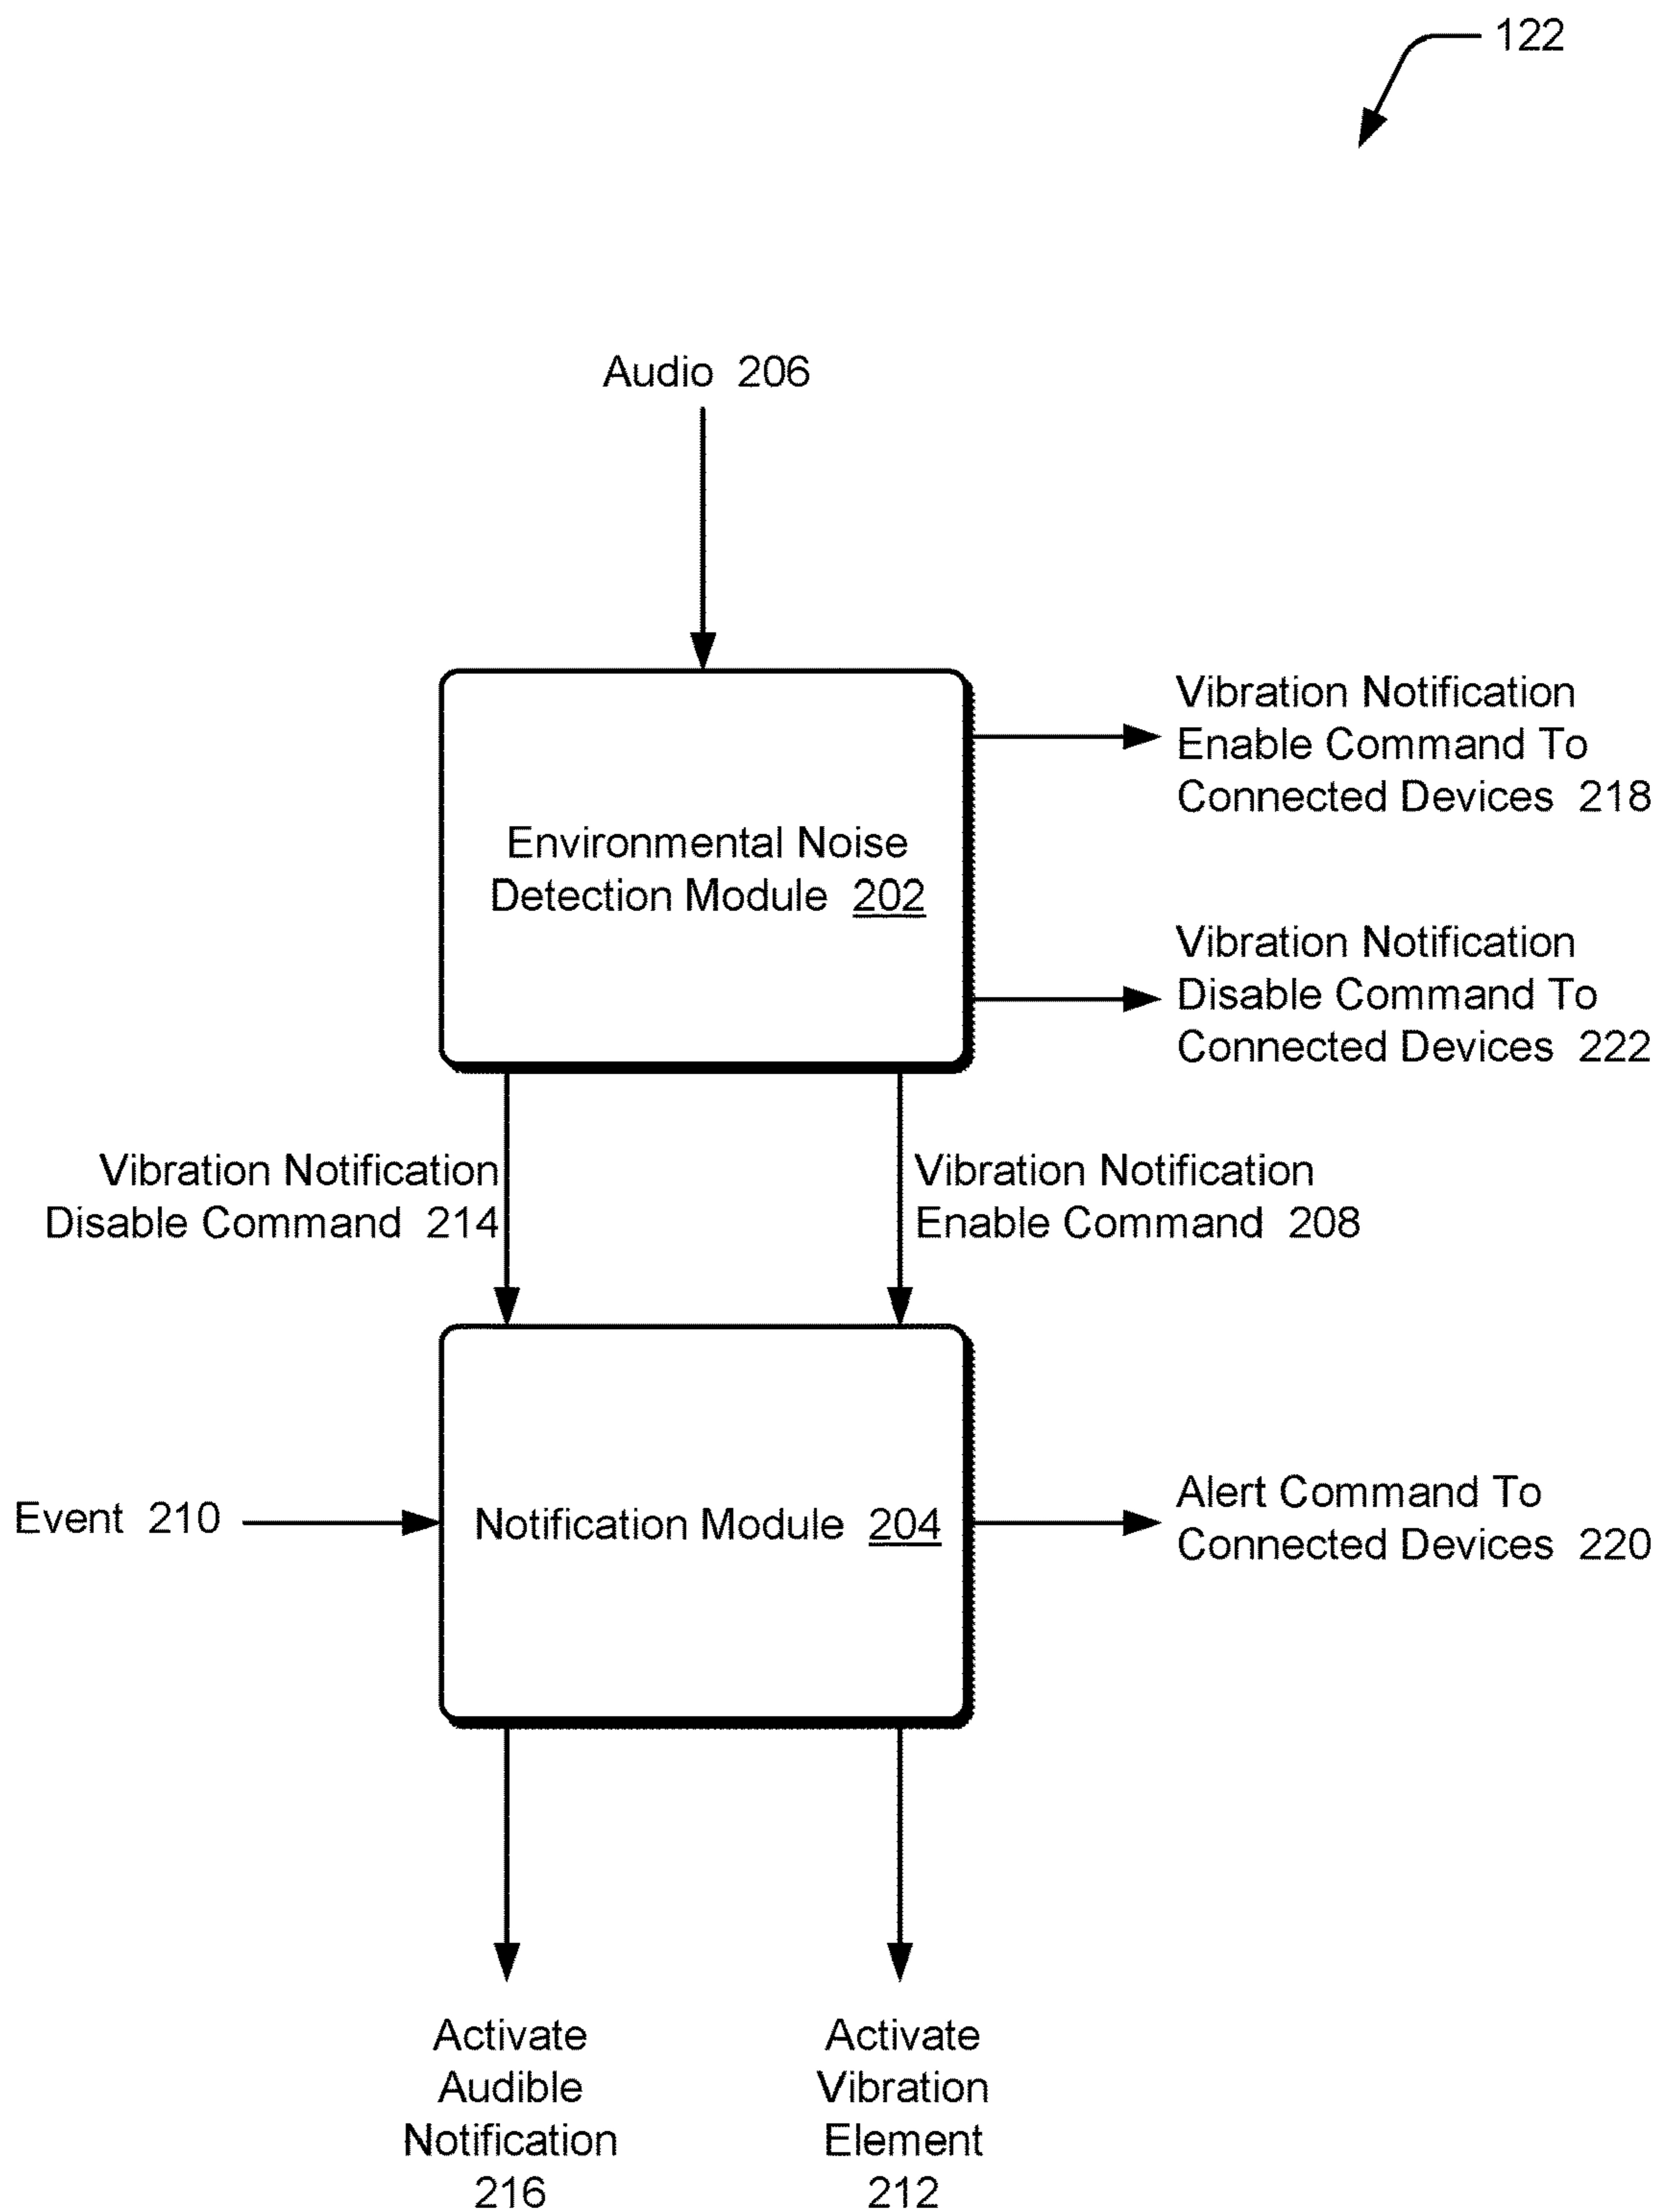 122
Audio 206
Vibration Notification
Enable Command To
Connected Devices 218
Environmental Noise
Detection Module 202
Vibration Notification
Disable Command To
Connected Devices 222
Vibration Notification
Disable Command 214
Vibration Notification
Enable Command 208
Event 210
Notification Module 204
Alert Command To
Connected Devices 220
Activate
Audible
Notification
216
Activate
Vibration
Element
212